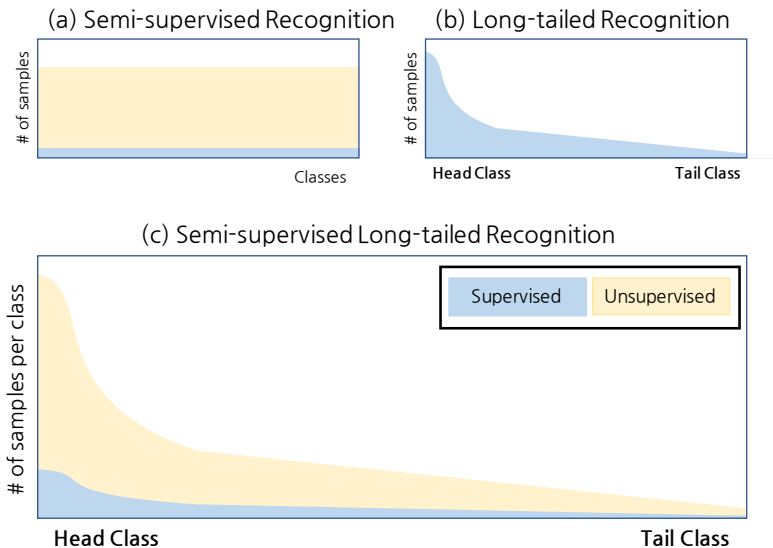 (a) Semi-supervised Recognition
(b) Long-tailed Recognition
# of samples
Classes
# of samples
Head Class
Tail Class
(c) Semi-supervised Long-tailed Recognition
Supervised
Unsupervised
# of samples per class
Head Class
Tail Class